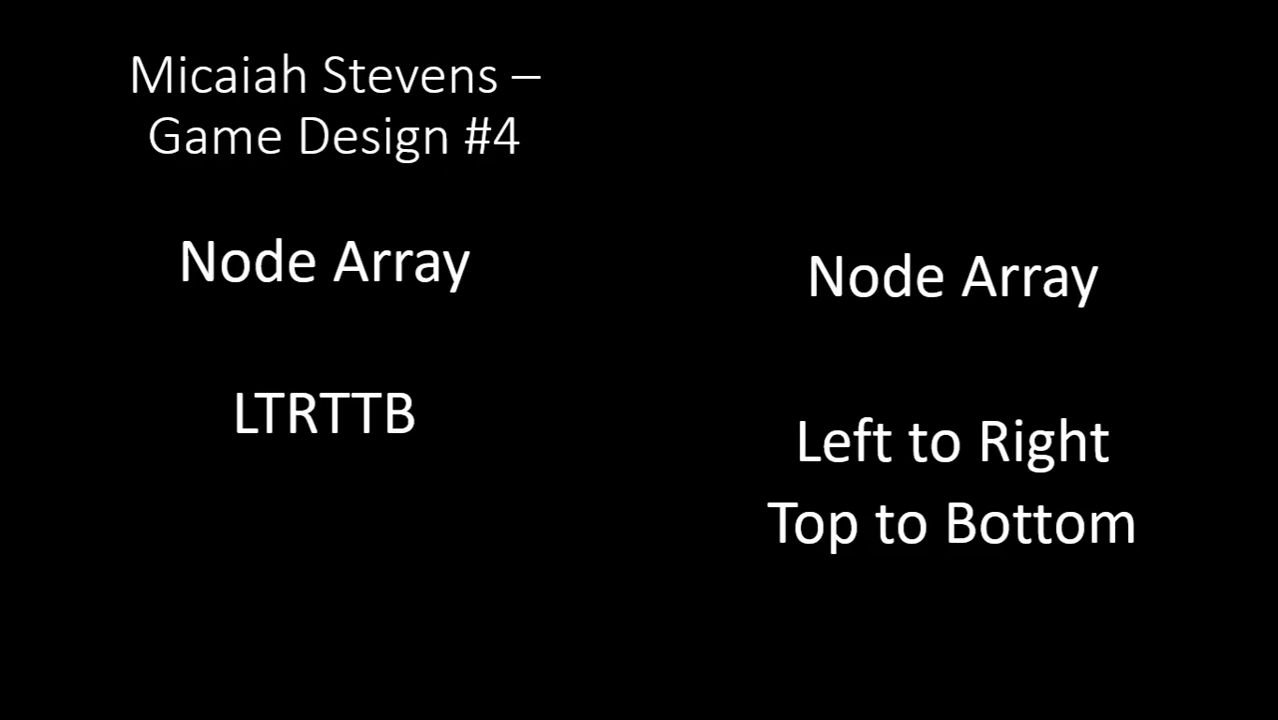 Micaiah Stevens –
Game Design #4
Node Array
LTRTTB
Node Array
Left to Right
Top to Bottom